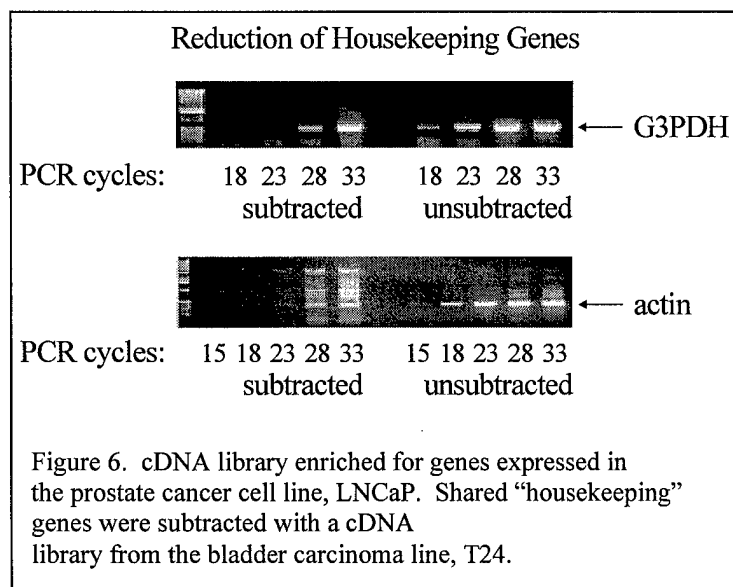 Reduction of Housekeeping Genes
G3PDH
PCR cycles: 18 23 28 33 18 23 28 33
subtracted unsubtracted
actin
PCR cycles: 15 18 23 28 33 15 18 23 28 33
subtracted unsubtracted
Figure 6. cDNA library enriched for genes expressed in
the prostate cancer cell line, LNCaP. Shared “housekeeping”
genes were subtracted with a cDNA
library from the bladder carcinoma line, T24.